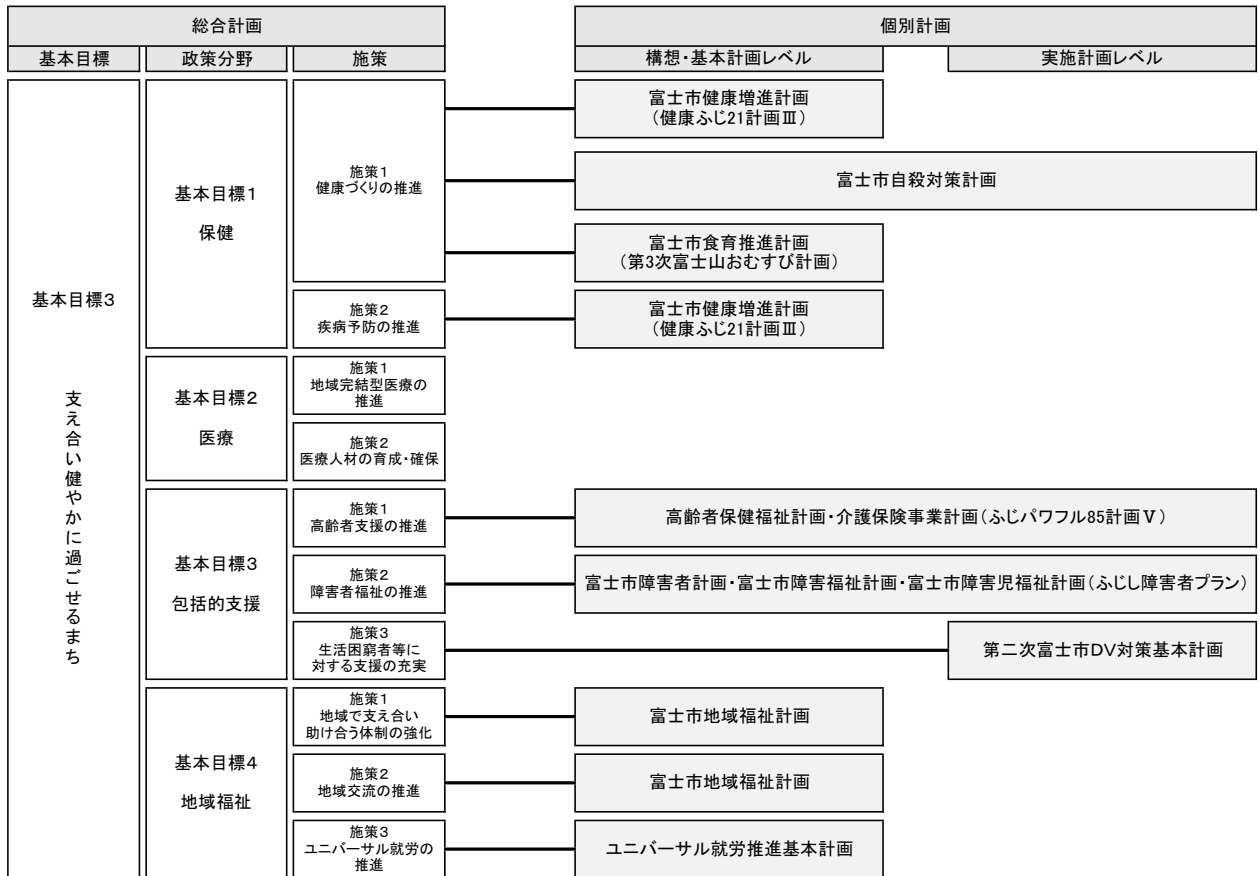 総合計画
個別計画
基本目標
政策分野
施策
構想・基本計画レベル
実施計画レベル
基本目標3
支え合い健やかに過ごせるまち
基本目標1
保健
施策1
健康づくりの推進
富士市健康増進計画
(健康ふじ21計画Ⅲ)
富士市自殺対策計画
富士市食育推進計画
(第3次富士山おむすび計画)
施策2
疾病予防の推進
富士市健康増進計画
(健康ふじ21計画Ⅲ)
基本目標2
医療
施策1
地域完結型医療の
推進
施策2
医療人材の育成・確保
基本目標3
包括的支援
施策1
高齢者支援の推進
高齢者保健福祉計画・介護保険事業計画(ふじパワフル85計画Ⅴ)
施策2
障害者福祉の推進
富士市障害者計画・富士市障害福祉計画・富士市障害児福祉計画(ふじし障害者プラン)
施策3
生活困窮者等に
対する支援の充実
第二次富士市DV対策基本計画
基本目標4
地域福祉
施策1
地域で支え合い
助け合う体制の強化
富士市地域福祉計画
施策2
地域交流の推進
富士市地域福祉計画
施策3
ユニバーサル就労の
推進
ユニバーサル就労推進基本計画